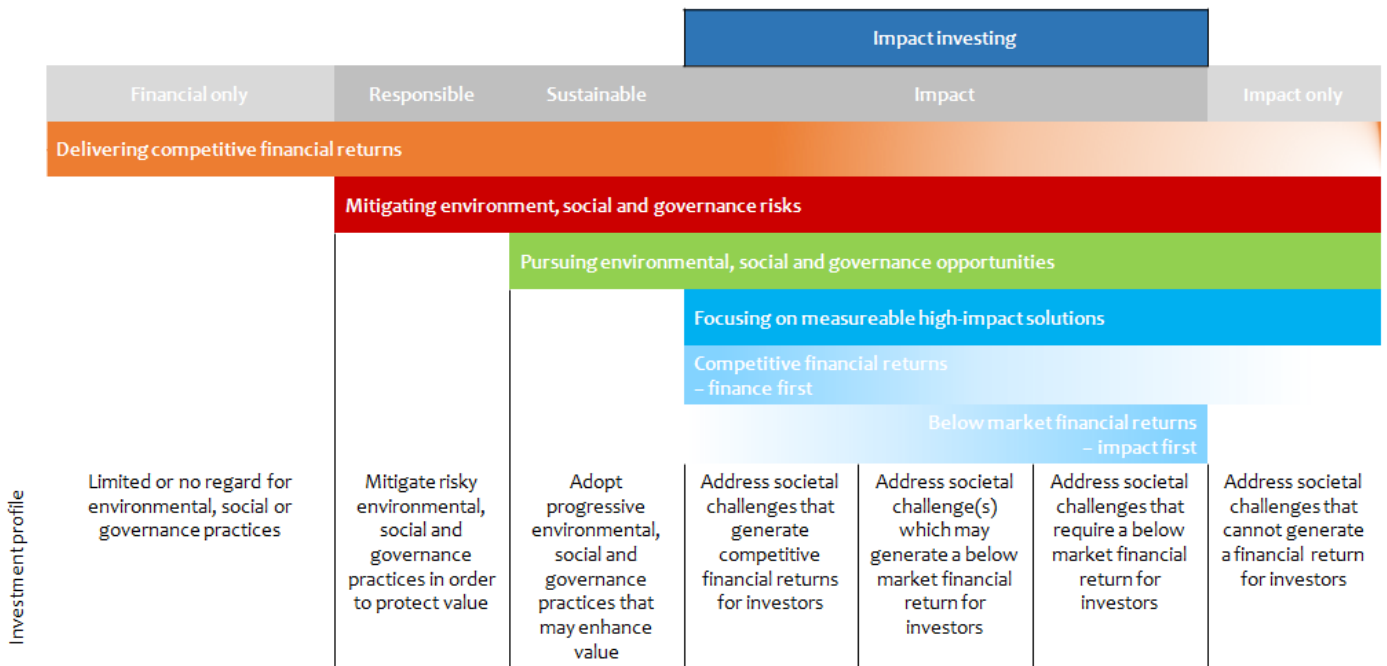 Impact investing
Financial only
Responsible
Sustainable
Impact
Impact only
Delivering competitive financial returns
Mitigating environment, social and governance risks
Pursuing environmental, social and governance opportunities
Focusing on measureable high-impact solutions
Competitive financial returns
– finance first
Below market financial returns
– impact first
Investment profile
Limited or no regard for
environmental, social or
governance practices
Mitigate risky
environmental,
social and
governance
practices in order
to protect value
Adopt
progressive
environmental,
social and
governance
practices that
may enhance
value
Address societal
challenges that
generate
competitive
financial returns
for investors
Address societal
challenge(s)
which may
generate a below
market financial
return for
investors
Address societal
challenges that
require a below
market financial
return for
investors
Address societal
challenges that
cannot generate
a financial return
for investors